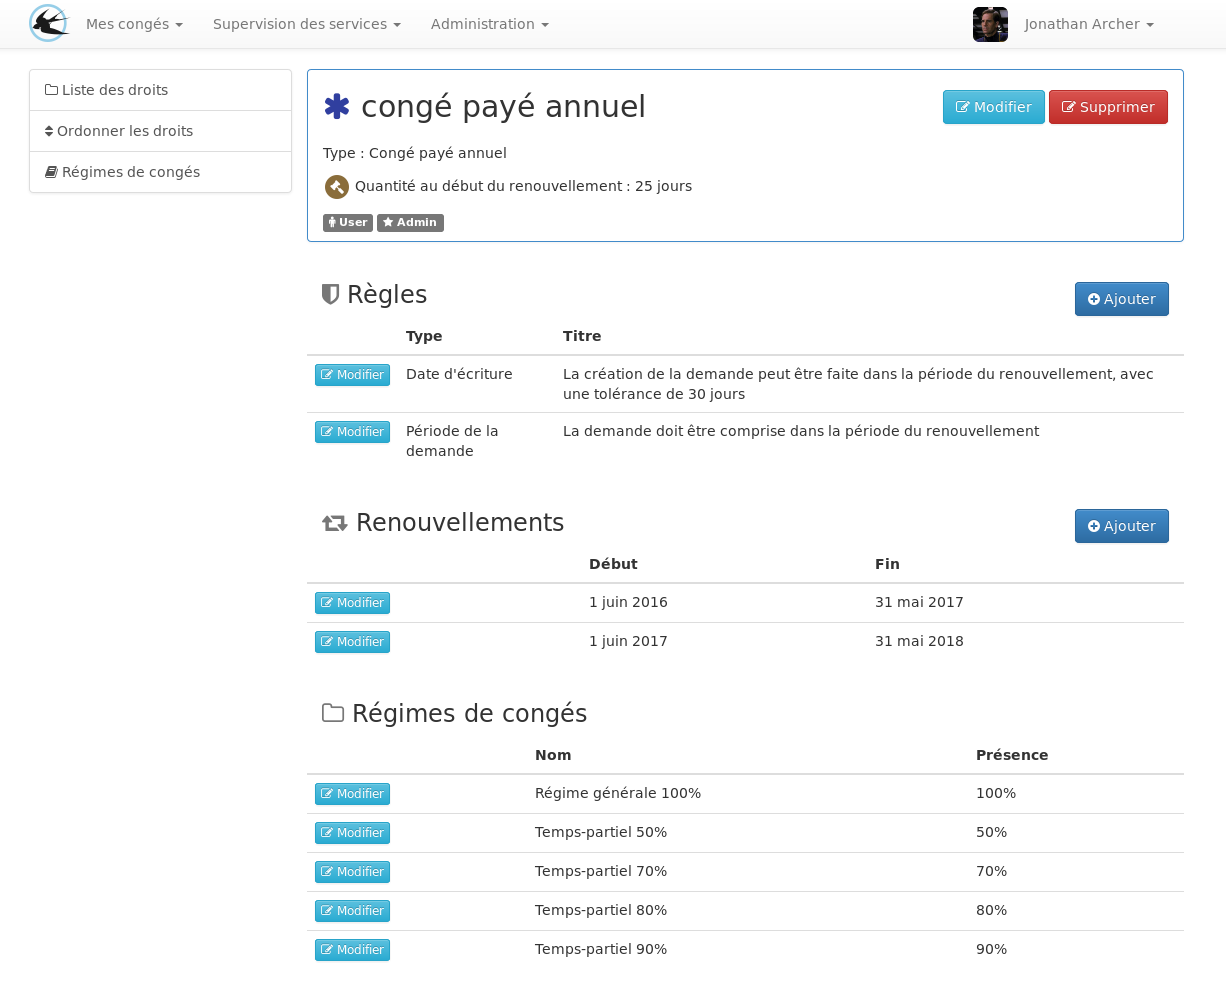 Mes congés Supervision des services Administration Jonathan Archer
Liste des droits
Ordonner les droits
Régimes de congés
congé payé annuel Modifier Supprimer
Type : Congé payé annuel
Quantité au début du renouvellement : 25 jours
User Admin
Règles Ajouter
Type Titre
Modifier Date d'écriture La création de la demande peut être faite dans la période du renouvellement, avec
une tolérance de 30 jours
Modifier Période de la La demande doit être comprise dans la période du renouvellement
demande
Renouvellements Ajouter
Début Fin
Modifier 1 juin 2016 31 mai 2017
Modifier 1 juin 2017 31 mai 2018
Régimes de congés
Nom Présence
Modifier Régime générale 100% 100%
Modifier Temps-partiel 50% 50%
Modifier Temps-partiel 70% 70%
Modifier Temps-partiel 80% 80%
Modifier Temps-partiel 90% 90%